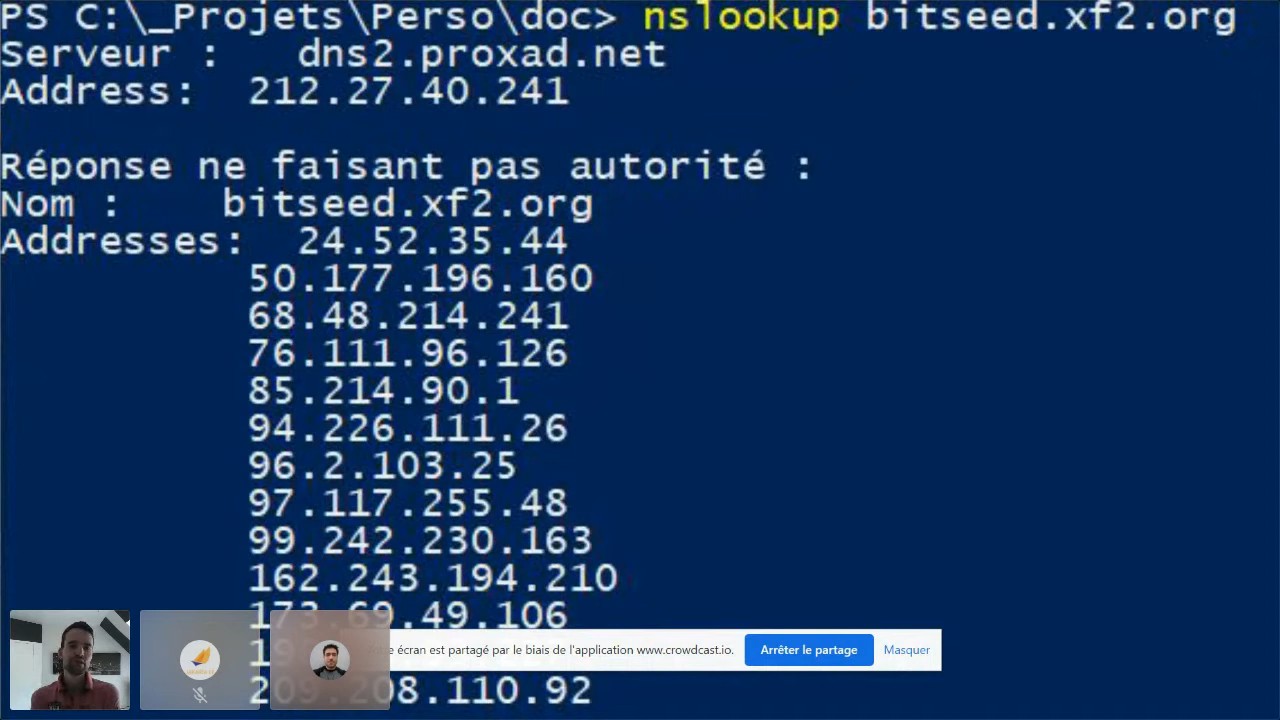 PS C:\_Projets\Perso\doc> nslookup bitseed.xf2.org
Serveur :   dns2.proxad.net
Address:  212.27.40.241
Réponse ne faisant pas autorité :
Nom :    bitseed.xf2.org
Addresses:  24.52.35.44
50.177.196.160
68.48.214.241
76.111.96.126
85.214.90.1
94.226.111.26
96.2.103.25
97.117.255.48
99.242.230.163
162.243.194.210
173.69.49.106
209.208.110.92
écran est partagé par le biais de l'application www.crowdcast.io.
Arrêter le partage
Masquer